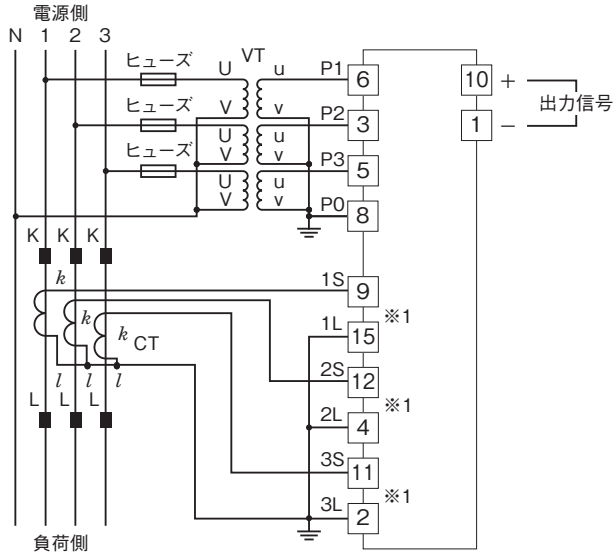 電源側
N 1 2 3
ヒューズ VT
U u P1 6 10 +
出力信号
V v
ヒューズ P2 3 1 −
U u
V v
ヒューズ P3 5
U u
V v P0 8
K K K
k 1S 9
※1
k k CT 1L 15
l l l 2S 12
※1
L L L 2L 4
3S 11
※1
3L 2
負荷側